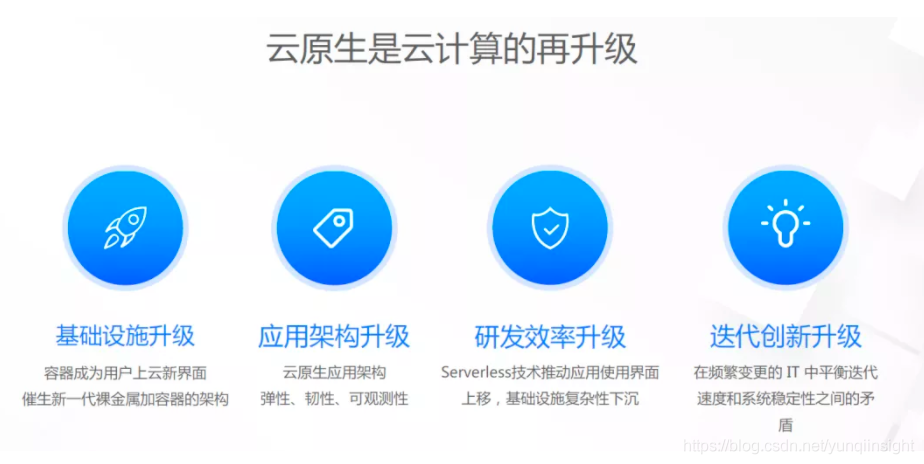 云原生是云计算的再升级
基础设施升级
容器成为用户上云新界面
催生新一代裸金属加容器的架构
应用架构升级
云原生应用架构
弹性、韧性、可观测性
研发效率升级
Serverless技术推动应用使用界面
上移，基础设施复杂性下沉
迭代创新升级
在频繁变更的 IT 中平衡迭代
速度和系统稳定性之间的矛
盾
https://blog.csdn.net/yunqiinsight